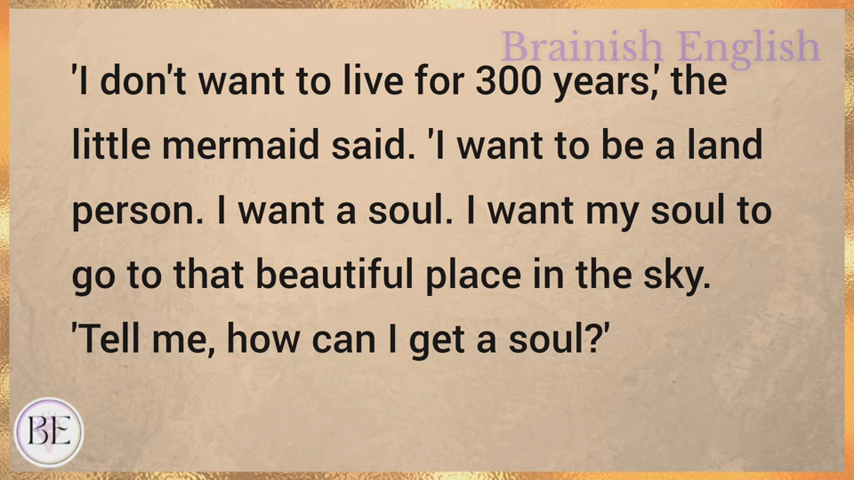 Brainish English
'I don't want to live for 300 years,' the
little mermaid said. 'I want to be a land
person. I want a soul. I want my soul to
go to that beautiful place in the sky.
'Tell me, how can I get a soul?'
BE